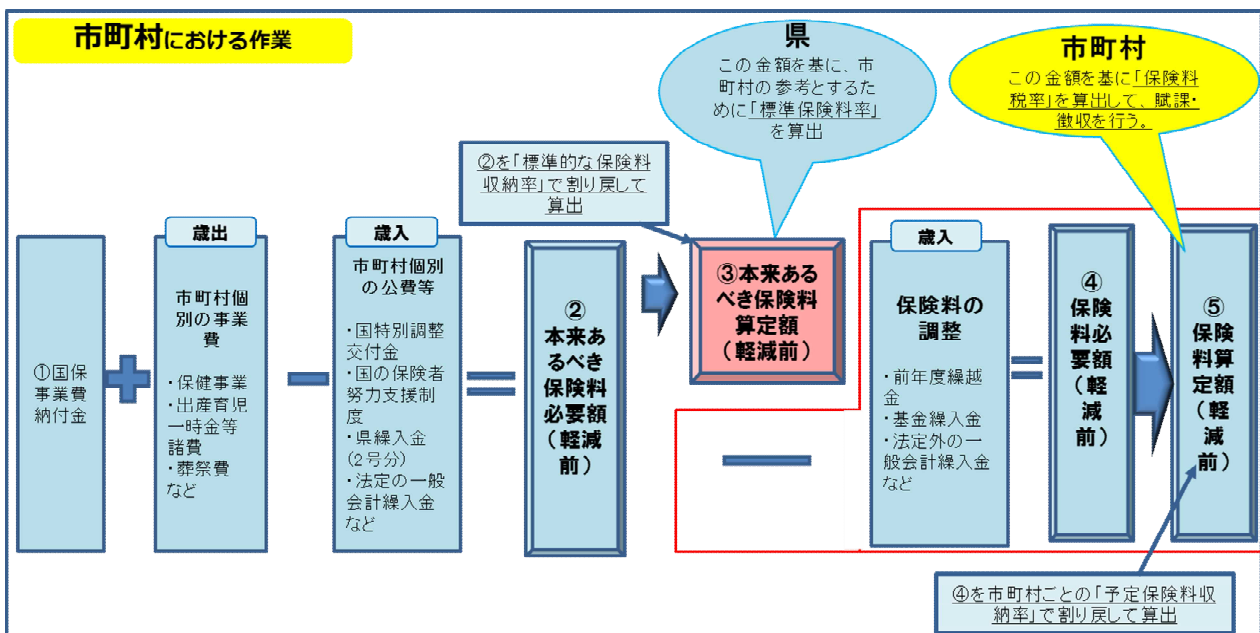 市町村における作業
県
この金額を基に、市
町村の参考とするた
めに「標準保険料率」
を算出
市町村
この金額を基に「保険料
税率」を算出して、賦課・
徴収を行う。
②を「標準的な保険料
収納率」で割り戻して
算出
①国保
事業費
納付金
歳出
市町村個
別の事業
費
・保健事業
・出産育児
一時金等
諸費
・葬祭費
など
歳入
市町村個別
の公費等
・国特別調整
交付金
・国の保険者
努力支援制
度
・県繰入金
(2号分)
・法定の一般
会計繰入金
など
②
本来あ
るべき
保険料
必要額
(軽減
前)
③本来ある
べき保険料
算定額
(軽減前)
歳入
保険料の
調整
・前年度繰越
金
・基金繰入金
・法定外の一
般会計繰入金
など
④
保険
料必
要額
(軽
減
前)
⑤
保険
料算
定額
(軽
減
前)
④を市町村ごとの「予定保険料収
納率」で割り戻して算出